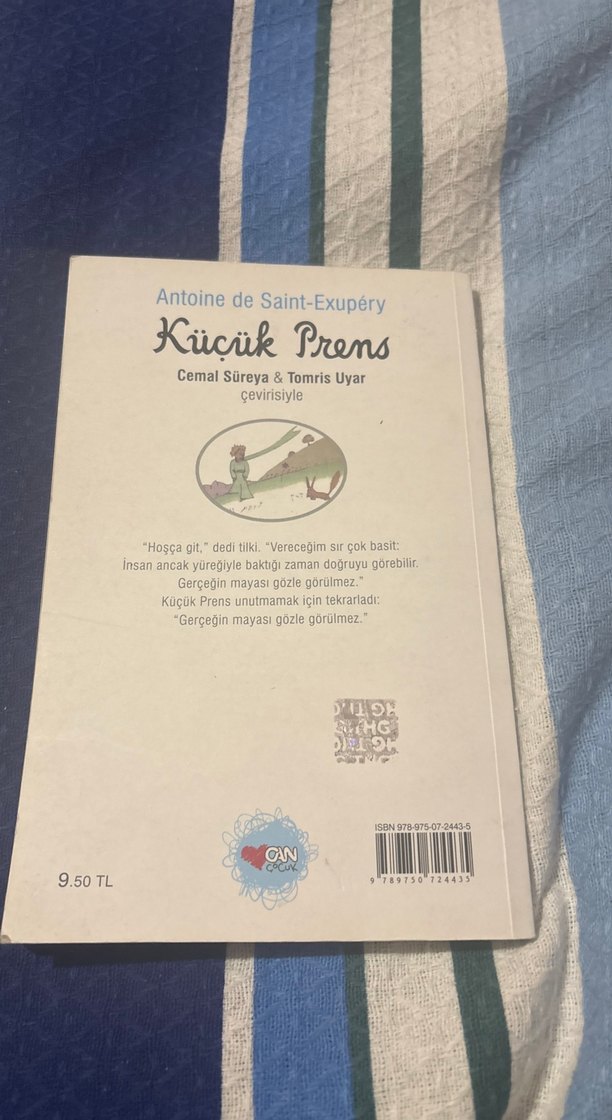 Antoine de Saint-Exupéry
Küçük Prens
Cemal Süreya & Tomris Uyar
çevirisiyle
“Hoşça git,” dedi tilki. “Vereceğim sır çok basit:
İnsan ancak yüreğiyle baktığı zaman doğruyu görebilir.
Gerçeğin mayası gözle görülmez.”
Küçük Prens unutmamak için tekrarladı:
“Gerçeğin mayası gözle görülmez.”
ISBN 978-975-07-2443-5
CAN
ÇOCUK
9.50 TL
9 789750 724435